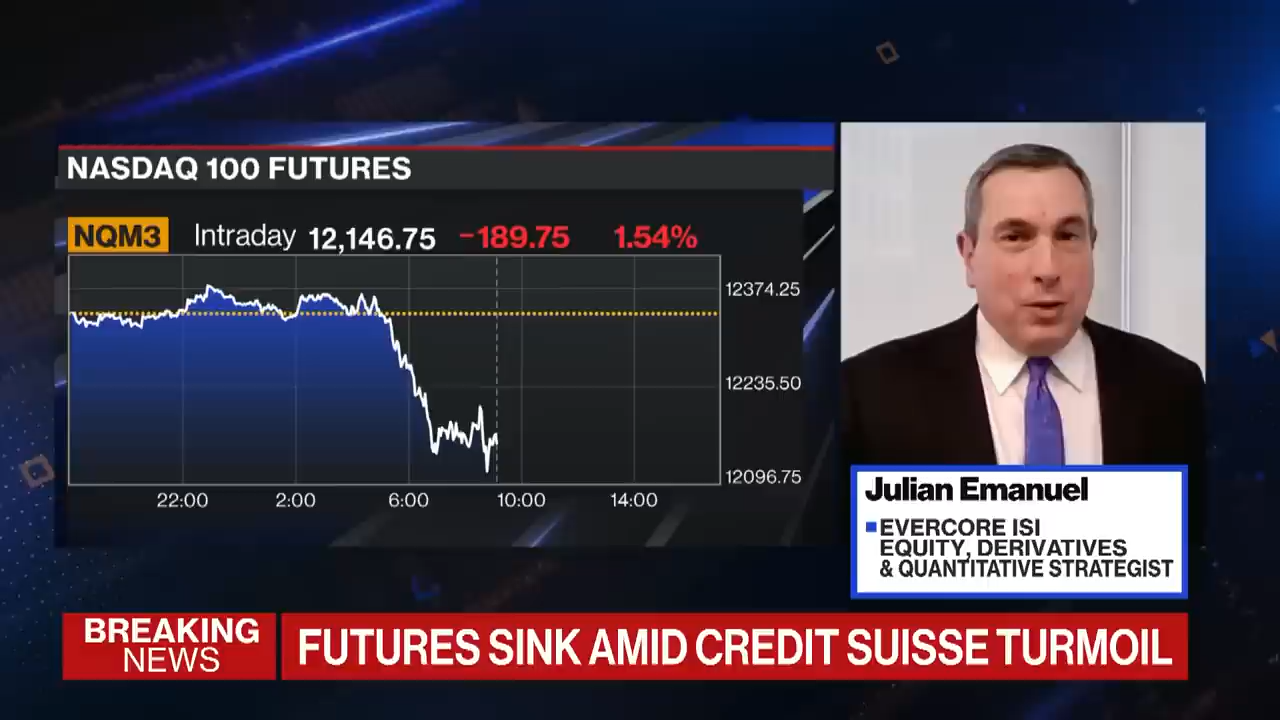 NASDAQ 100 FUTURES
NQM3 Intraday 12,146.75 -189.75 1.54%
12374.25
12235.50
12096.75
22:00 2:00 6:00 10:00 14:00
Julian Emanuel
EVERCORE ISI
EQUITY, DERIVATIVES
& QUANTITATIVE STRATEGIST
BREAKING
NEWS
FUTURES SINK AMID CREDIT SUISSE TURMOIL